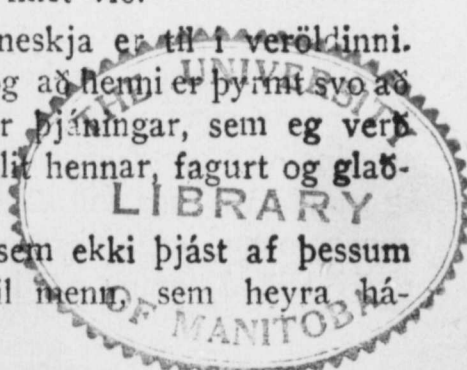 neskja er til í veröldinni.
að henni er þyrmt svo að
þjáningar, sem eg verð
hennar, fagurt og glað-
sem ekki þjást af þessum
menn, sem heyra há-
THE UNIVERSITY
LIBRARY
OF MANITOBA